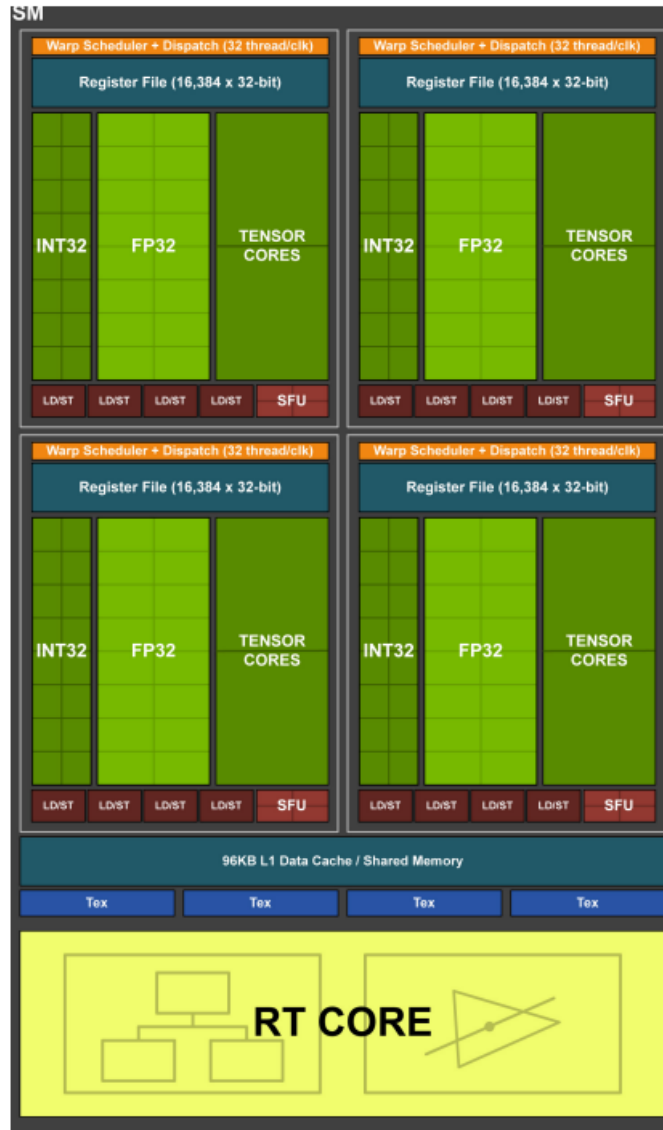 SM
Warp Scheduler + Dispatch (32 thread/clk)
Register File (16,384 x 32-bit)
INT32
FP32
TENSOR
CORES
LD/ST LD/ST LD/ST LD/ST SFU
Warp Scheduler + Dispatch (32 thread/clk)
Register File (16,384 x 32-bit)
INT32
FP32
TENSOR
CORES
LD/ST LD/ST LD/ST LD/ST SFU
Warp Scheduler + Dispatch (32 thread/clk)
Register File (16,384 x 32-bit)
INT32
FP32
TENSOR
CORES
LD/ST LD/ST LD/ST LD/ST SFU
Warp Scheduler + Dispatch (32 thread/clk)
Register File (16,384 x 32-bit)
INT32
FP32
TENSOR
CORES
LD/ST LD/ST LD/ST LD/ST SFU
96KB L1 Data Cache / Shared Memory
Tex Tex Tex Tex
RT CORE